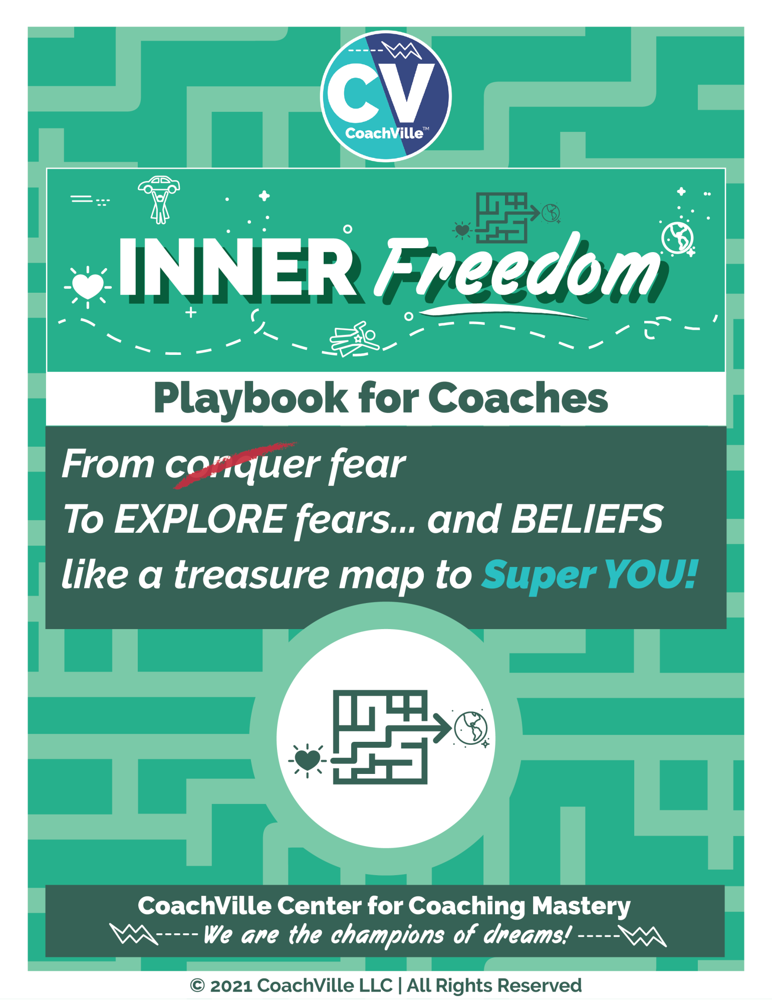 CV
CoachVille™
INNER Freedom
Playbook for Coaches
From conquer fear
To EXPLORE fears... and BELIEFS
like a treasure map to Super YOU!
CoachVille Center for Coaching Mastery
We are the champions of dreams!
© 2021 CoachVille LLC | All Rights Reserved